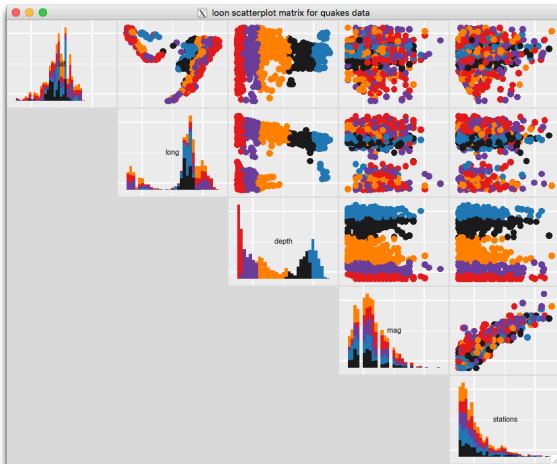 loon scatterplot matrix for quakes data
long
depth
mag
stations